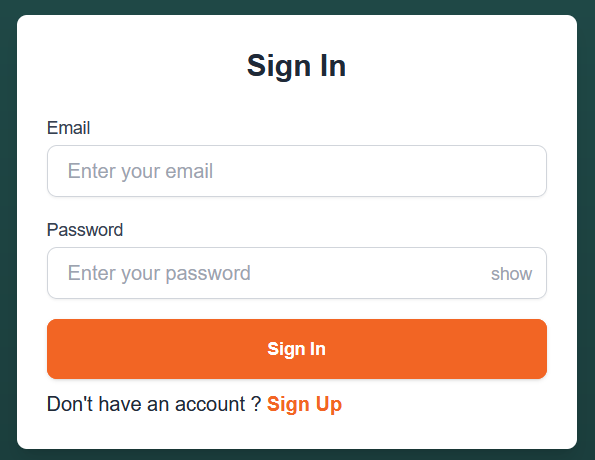 Sign In
Email
Enter your email
Password
Enter your password show
Sign In
Don't have an account ? Sign Up